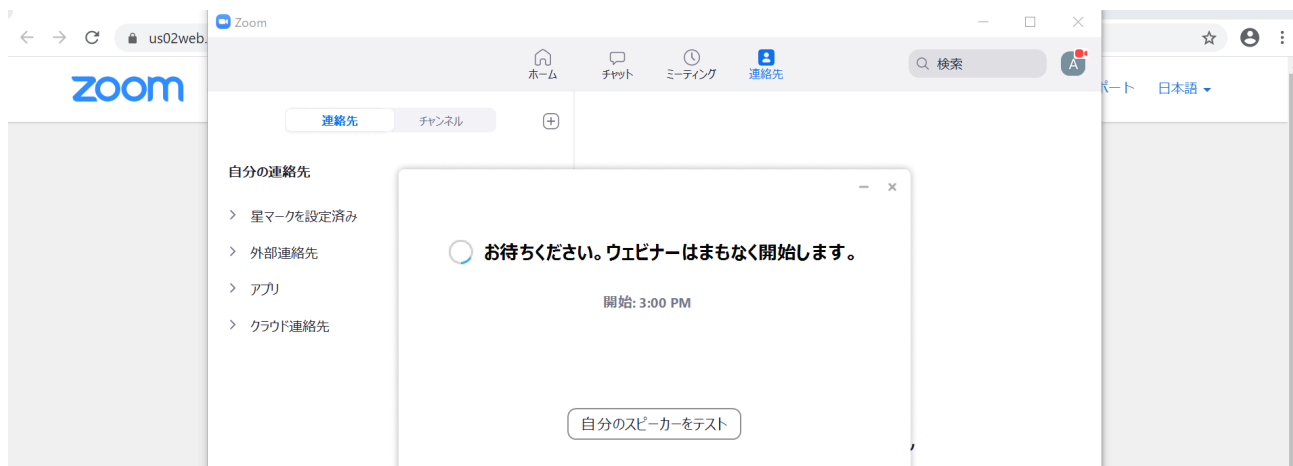 Zoom
us02web.
ホーム
チャット
ミーティング
連絡先
検索
A
zoom
ポート
日本語
連絡先
チャンネル
自分の連絡先
星マークを設定済み
外部連絡先
アプリ
クラウド連絡先
お待ちください。ウェビナーはまもなく開始します。
開始: 3:00 PM
自分のスピーカーをテスト